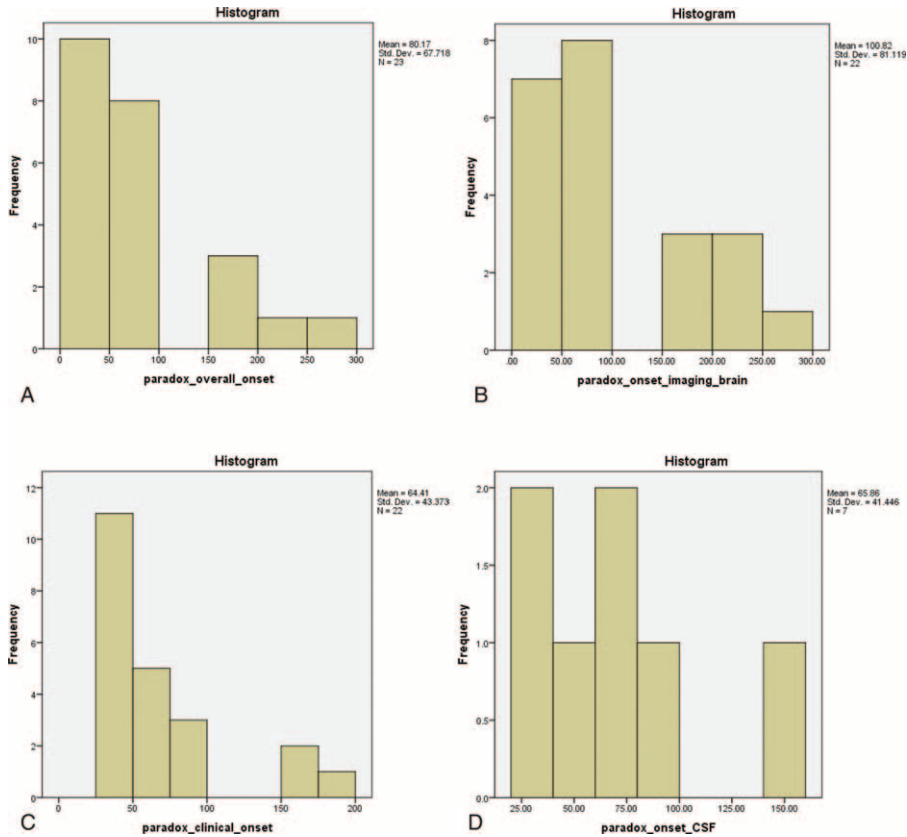 Histogram
Mean = 80.17
Std. Dev. = 67.718
N = 23
10
8
6
4
2
0
Frequency
0 50 100 150 200 250 300
paradox_overall_onset
A
Histogram
Mean = 100.82
Std. Dev. = 81.119
N = 22
8
6
4
2
0
Frequency
.00 50.00 100.00 150.00 200.00 250.00 300.00
paradox_onset_imaging_brain
B
Histogram
Mean = 64.41
Std. Dev. = 43.373
N = 22
12
10
8
6
4
2
0
Frequency
0 50 100 150 200
paradox_clinical_onset
C
Histogram
Mean = 65.86
Std. Dev. = 41.446
N = 7
2.0
1.5
1.0
0.5
0.0
Frequency
25.00 50.00 75.00 100.00 125.00 150.00
paradox_onset_CSF
D